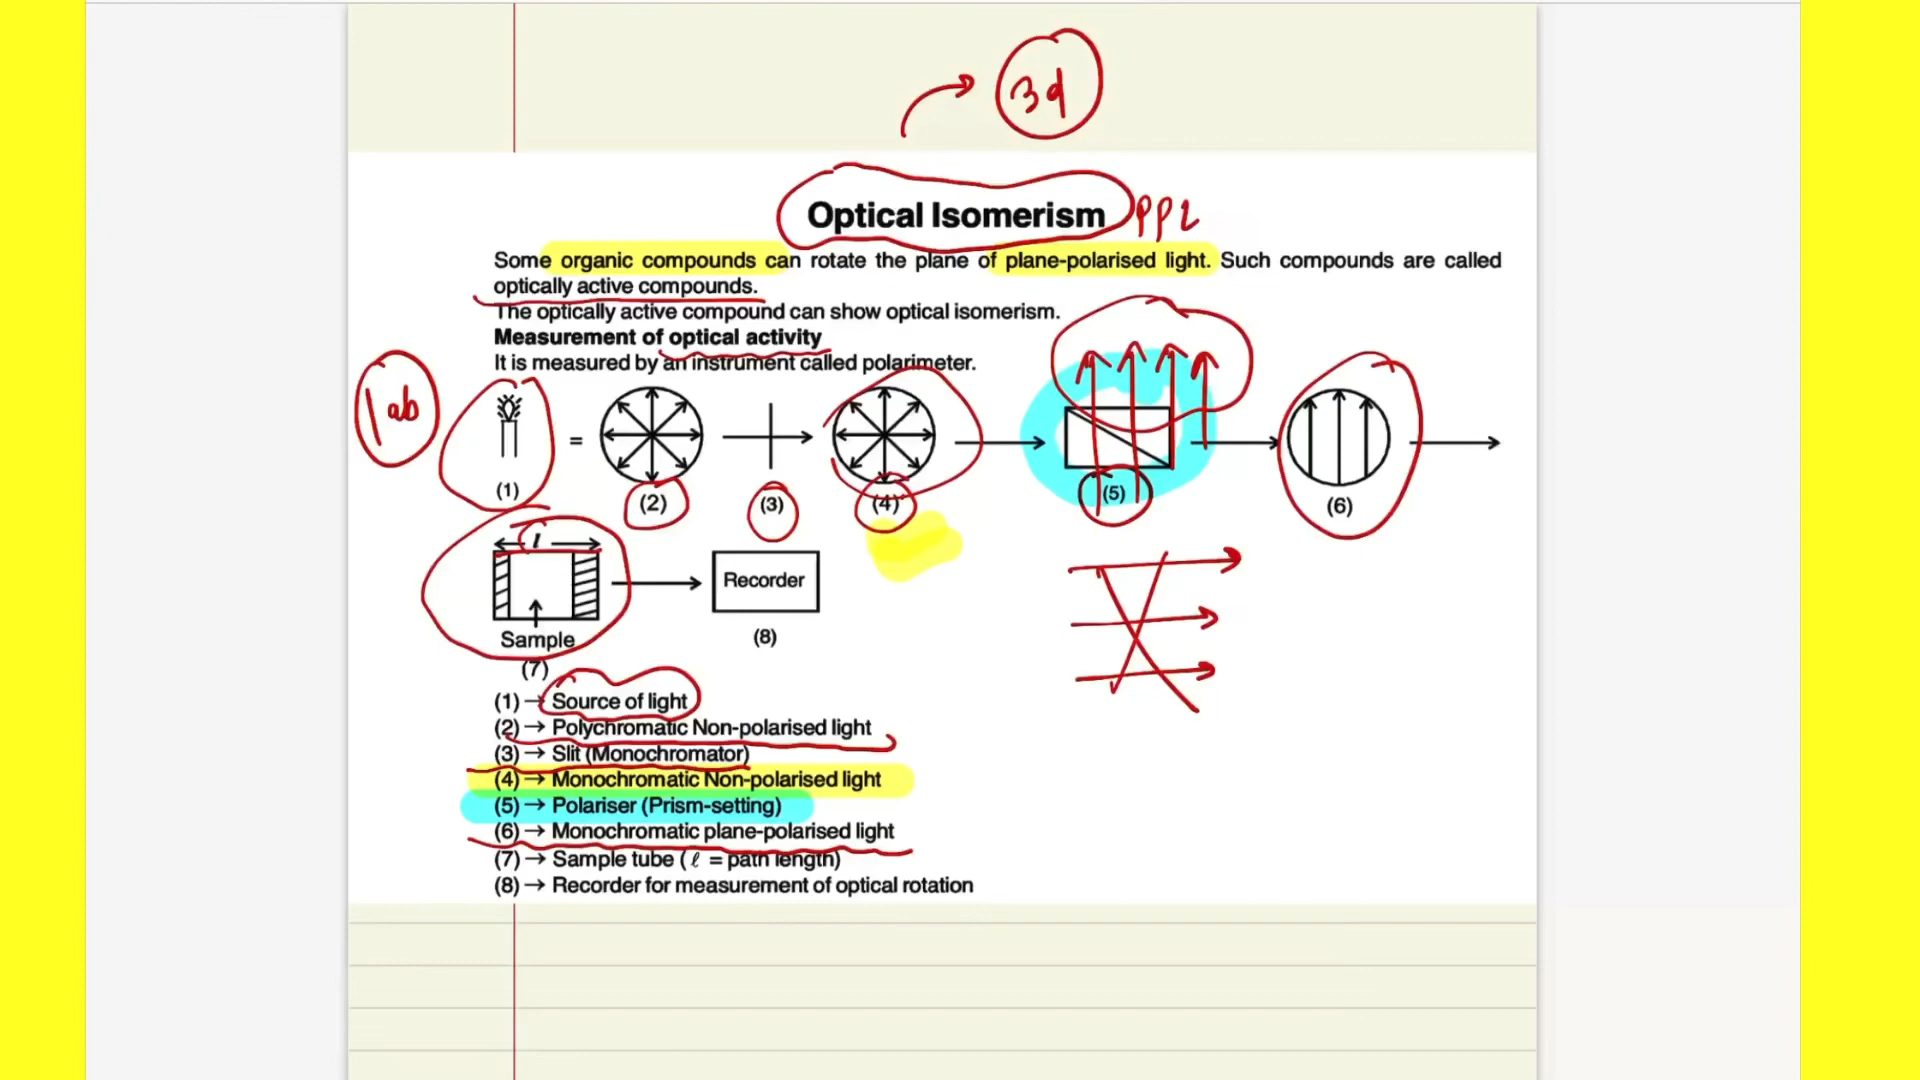 3d
Optical Isomerism PPL
Some organic compounds can rotate the plane of plane-polarised light. Such compounds are called
optically active compounds.
The optically active compound can show optical isomerism.
Measurement of optical activity
It is measured by an instrument called polarimeter.
lab
=
(1)
(2)
(3)
(4)
(5)
(6)
l
Sample
(7)
Recorder
(8)
(1) → Source of light
(2) → Polychromatic Non-polarised light
(3) → Slit (Monochromator)
(4) → Monochromatic Non-polarised light
(5) → Polariser (Prism-setting)
(6) → Monochromatic plane-polarised light
(7) → Sample tube (ℓ = path length)
(8) → Recorder for measurement of optical rotation